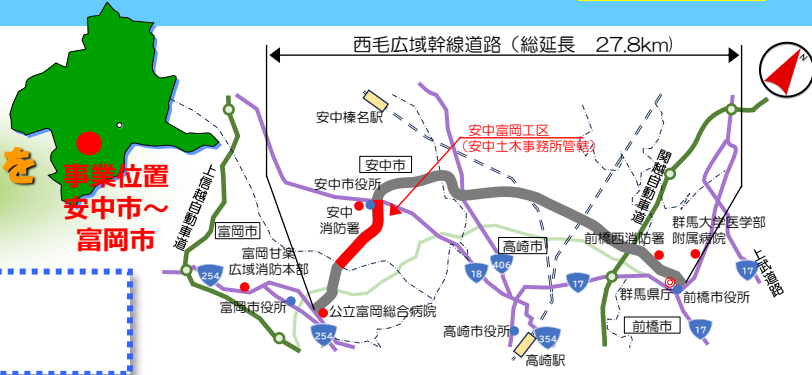 西毛広域幹線道路（総延長　27.8km）
N
を
事業位置
安中市～
富岡市
安中榛名駅
安中富岡工区
（安中土木事務所管轄）
安中市
安中市役所
安中
消防署
上信越自動車道
富岡市
富岡甘楽
広域消防本部
254
富岡市役所
公立富岡総合病院
254
関越自動車道
高崎市
406
18
17
高崎市役所
354
高崎駅
前橋西消防署
群馬大学医学部
附属病院
上武道路
17
群馬県庁
前橋市役所
前橋市
17